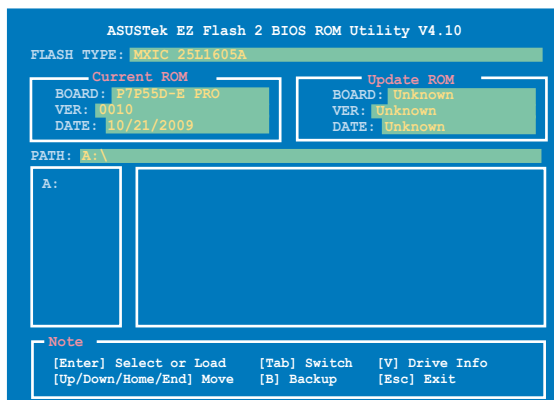 ASUSTek EZ Flash 2 BIOS ROM Utility V4.10
FLASH TYPE: MXIC 25L1605A
Current ROM
BOARD: P7P55D-E PRO
VER: 0010
DATE: 10/21/2009
Update ROM
BOARD: Unknown
VER: Unknown
DATE: Unknown
PATH: A:\
A:
Note
[Enter] Select or Load [Tab] Switch [V] Drive Info
[Up/Down/Home/End] Move [B] Backup [Esc] Exit